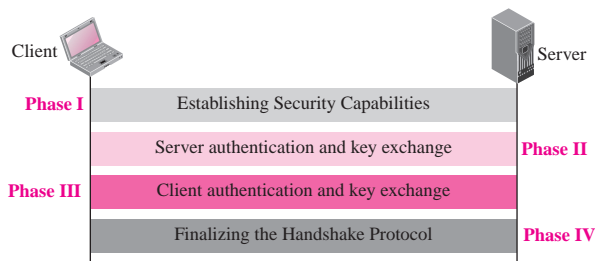 Client
Server
Phase I
Establishing Security Capabilities
Server authentication and key exchange
Phase II
Phase III
Client authentication and key exchange
Finalizing the Handshake Protocol
Phase IV